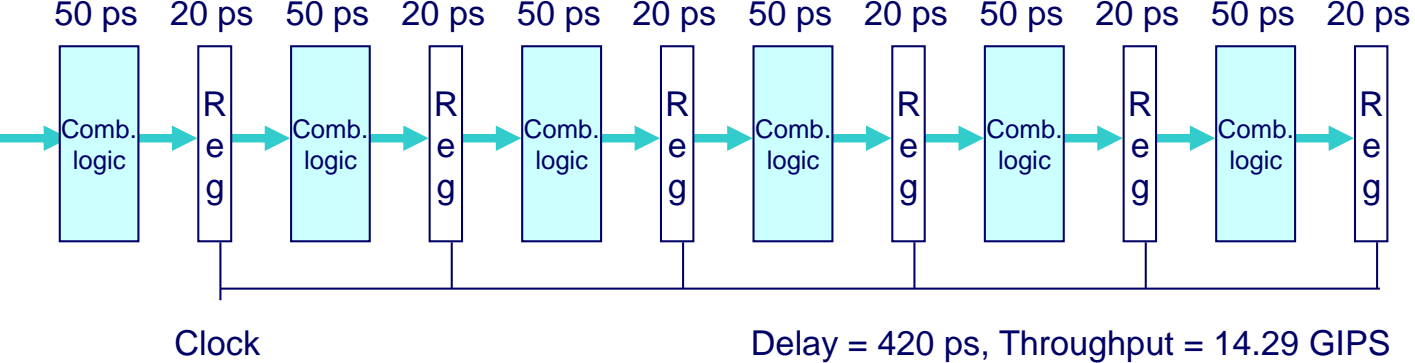 50 ps 20 ps 50 ps 20 ps 50 ps 20 ps 50 ps 20 ps 50 ps 20 ps 50 ps 20 ps
Comb.
logic
R
e
g
Comb.
logic
R
e
g
Comb.
logic
R
e
g
Comb.
logic
R
e
g
Comb.
logic
R
e
g
Comb.
logic
R
e
g
Clock
Delay = 420 ps, Throughput = 14.29 GIPS